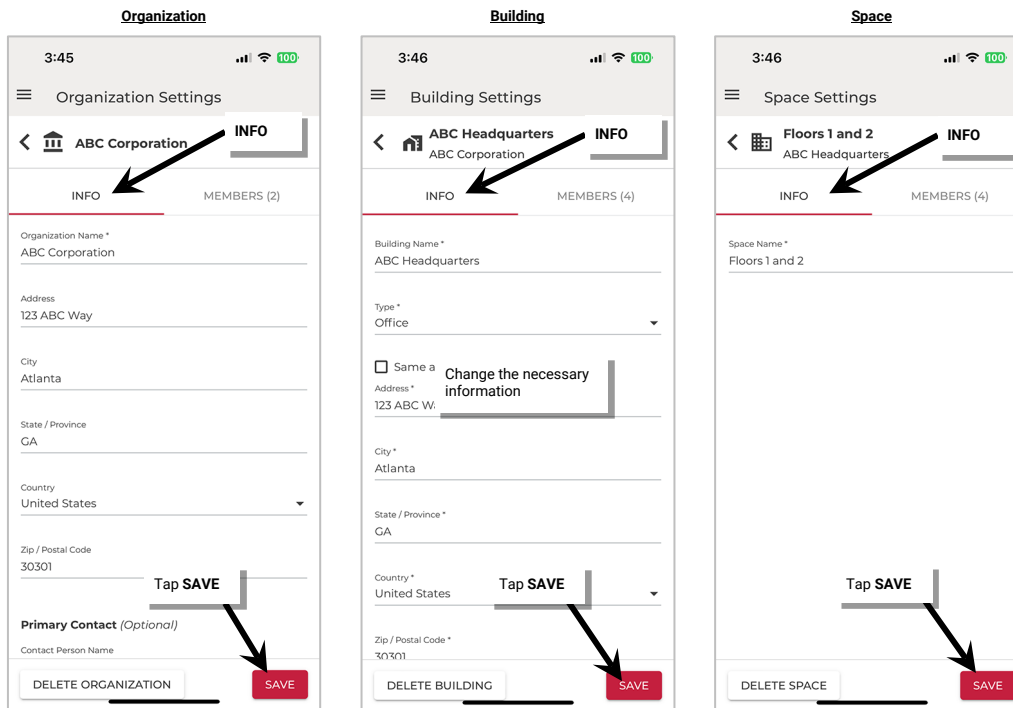 Organization
3:45
100
Organization Settings
ABC Corporation
INFO
INFO
MEMBERS (2)
Organization Name *
ABC Corporation
Address
123 ABC Way
City
Atlanta
State / Province
GA
Country
United States
Zip / Postal Code
30301
Tap SAVE
Primary Contact (Optional)
Contact Person Name
DELETE ORGANIZATION
SAVE
Building
3:46
100
Building Settings
ABC Headquarters
ABC Corporation
INFO
INFO
MEMBERS (4)
Building Name *
ABC Headquarters
Type *
Office
Same a
Change the necessary
information
Address *
123 ABC W
City *
Atlanta
State / Province *
GA
Country *
United States
Tap SAVE
Zip / Postal Code *
30301
DELETE BUILDING
SAVE
Space
3:46
100
Space Settings
Floors 1 and 2
ABC Headquarters
INFO
INFO
MEMBERS (4)
Space Name *
Floors 1 and 2
Tap SAVE
DELETE SPACE
SAVE